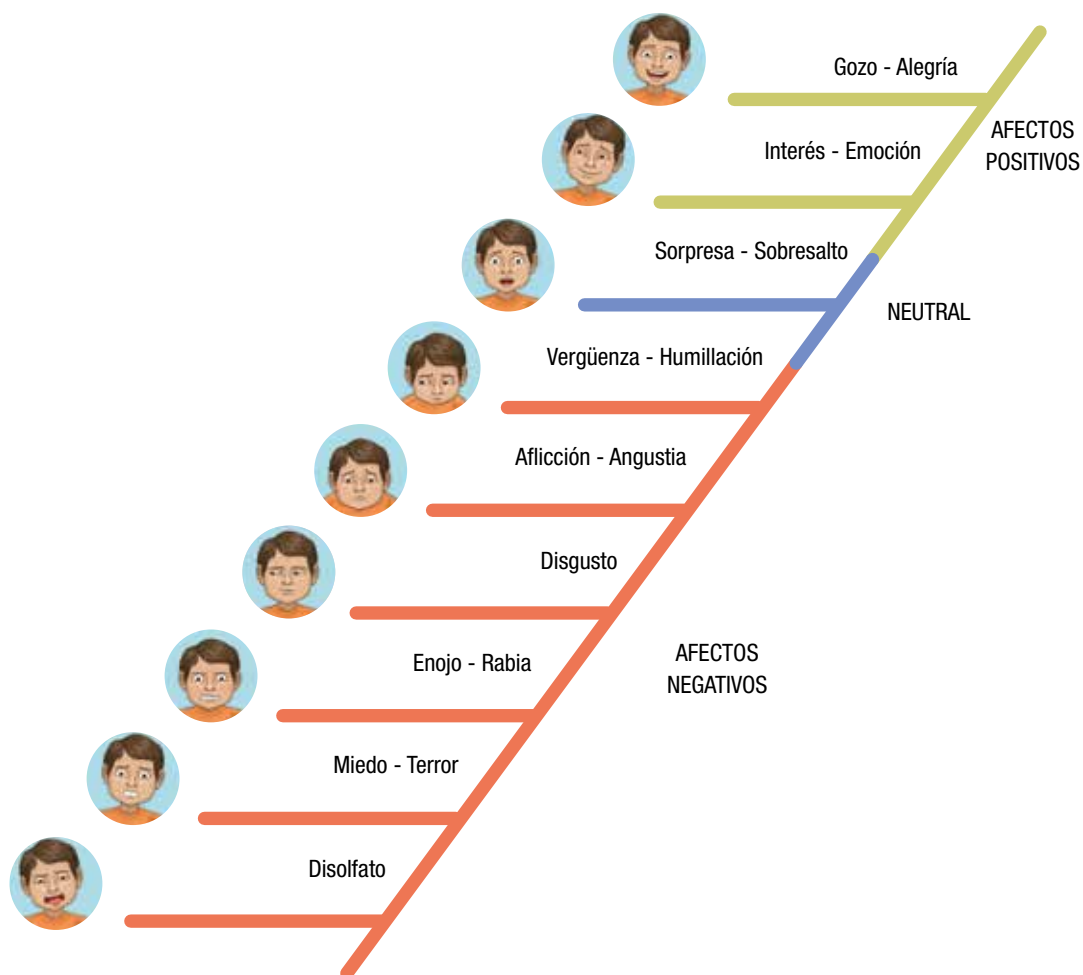 Gozo - Alegría
AFECTOS
POSITIVOS
Interés - Emoción
Sorpresa - Sobresalto
NEUTRAL
Vergüenza - Humillación
Aflicción - Angustia
Disgusto
Enojo - Rabia
AFECTOS
NEGATIVOS
Miedo - Terror
Disolfato